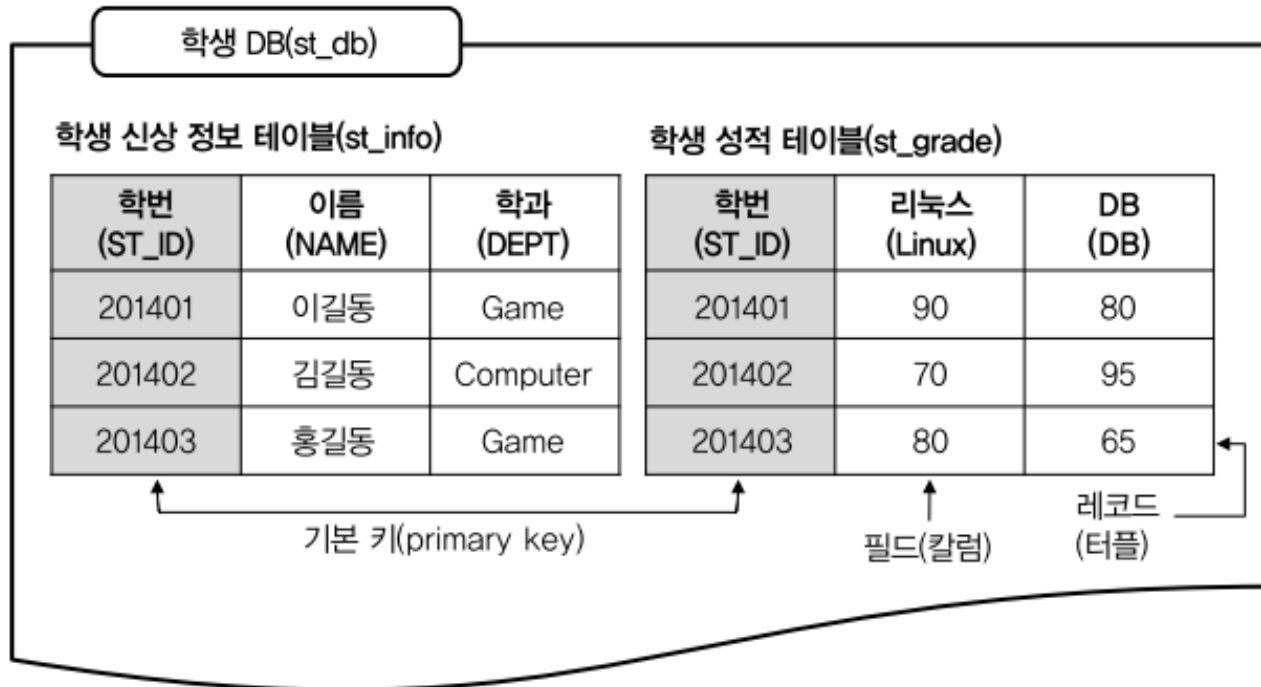 학생 DB(st_db)
학생 신상 정보 테이블(st_info)
학번 이름 학과
(ST_ID) (NAME) (DEPT)
201401 이길동 Game
201402 김길동 Computer
201403 홍길동 Game
학생 성적 테이블(st_grade)
학번 리눅스 DB
(ST_ID) (Linux) (DB)
201401 90 80
201402 70 95
201403 80 65
기본 키(primary key)
필드(칼럼)
레코드
(터플)